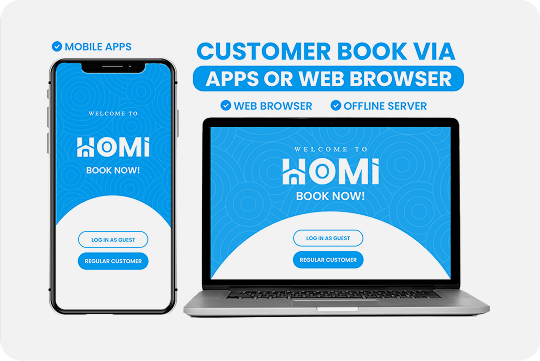 MOBILE APPS
CUSTOMER BOOK VIA
APPS OR WEB BROWSER
WEB BROWSER
OFFLINE SERVER
WELCOME TO
HOMi
BOOK NOW!
LOG IN AS GUEST
REGULAR CUSTOMER
WELCOME TO
HOMi
BOOK NOW!
LOG IN AS GUEST
REGULAR CUSTOMER